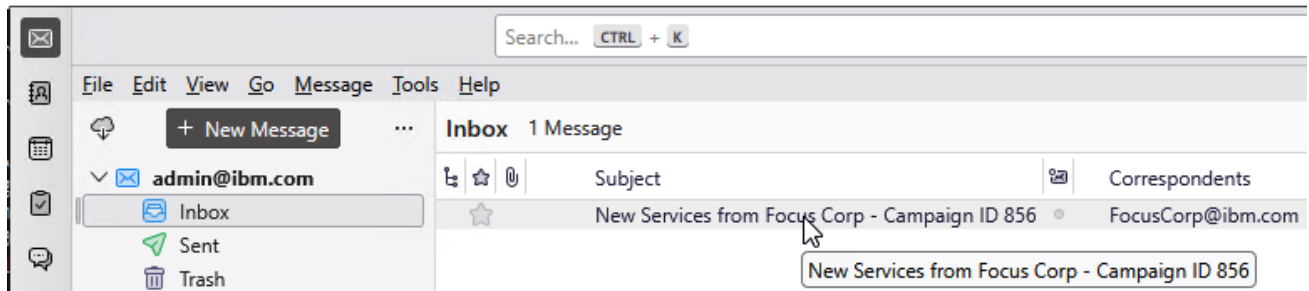 Search... CTRL + K
File Edit View Go Message Tools Help
+ New Message ... Inbox 1 Message
admin@ibm.com Subject Correspondents
Inbox New Services from Focus Corp - Campaign ID 856 FocusCorp@ibm.com
Sent
New Services from Focus Corp - Campaign ID 856
Trash